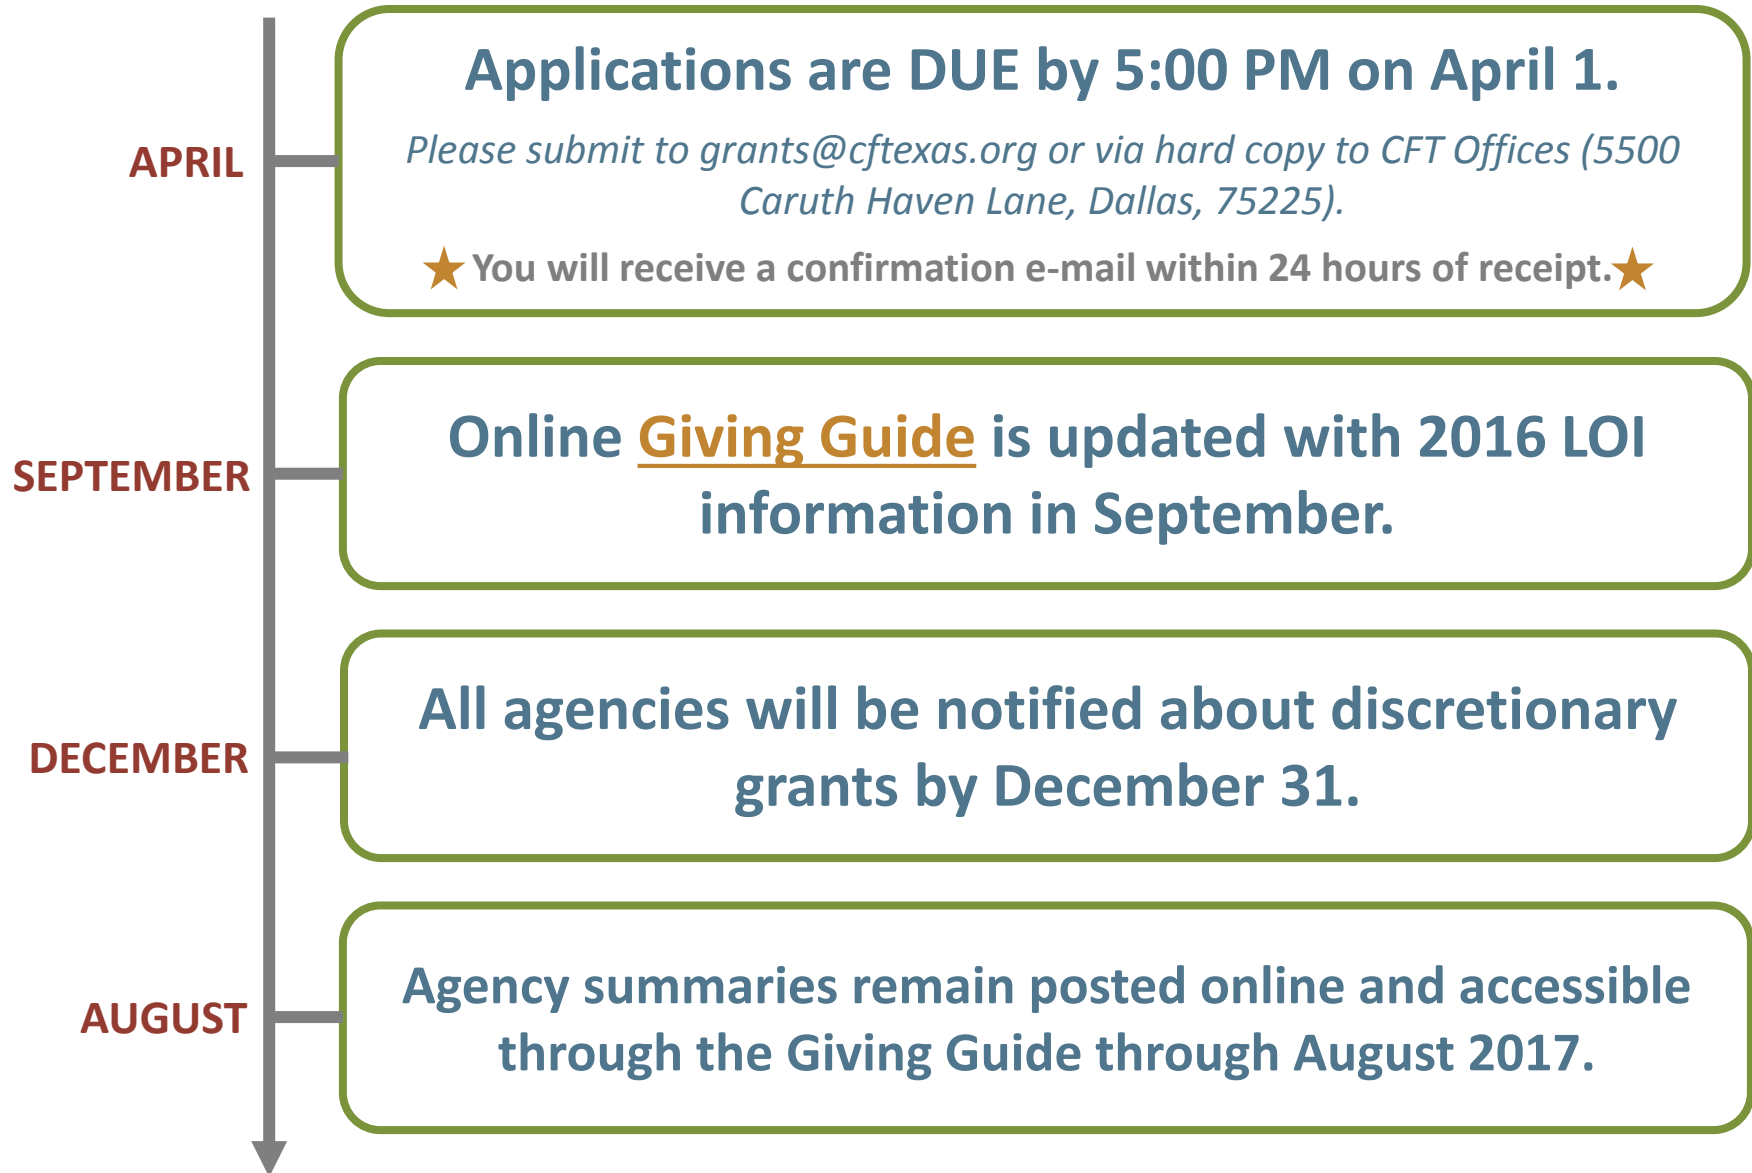 APRIL
Applications are DUE by 5:00 PM on April 1.
Please submit to grants@cftexas.org or via hard copy to CFT Offices (5500
Caruth Haven Lane, Dallas, 75225).
You will receive a confirmation e-mail within 24 hours of receipt.
SEPTEMBER
Online Giving Guide is updated with 2016 LOI
information in September.
DECEMBER
All agencies will be notified about discretionary
grants by December 31.
AUGUST
Agency summaries remain posted online and accessible
through the Giving Guide through August 2017.